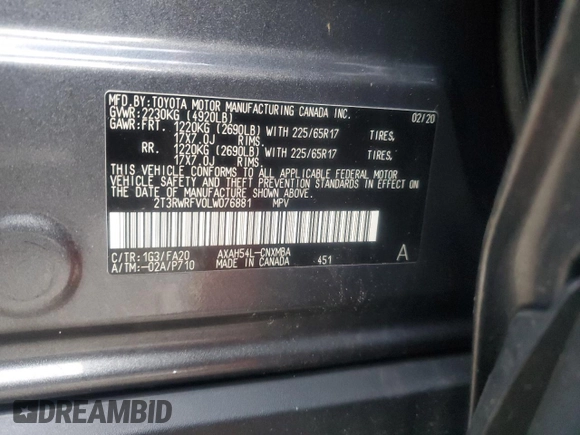 MFD.BY:TOYOTA MOTOR MANUFACTURING CANADA INC.
GVWR:2230KG (4920LB) 02/20
GAWR:FRT. 1220KG (2690LB) WITH 225/65R17 TIRES,
17X7.0J RIMS.
RR. 1220KG (2690LB) WITH 225/65R17 TIRES,
17X7.0J RIMS.
THIS VEHICLE CONFORMS TO ALL APPLICABLE FEDERAL MOTOR
VEHICLE SAFETY AND THEFT PREVENTION STANDARDS IN EFFECT ON
THE DATE OF MANUFACTURE SHOWN ABOVE.
2T3RWRFV0LW076881 MPV
C/TR:1G3/FA20 AXAH54L-CNXMBA A
A/TM:-02A/P710 MADE IN CANADA 451
DREAMBID